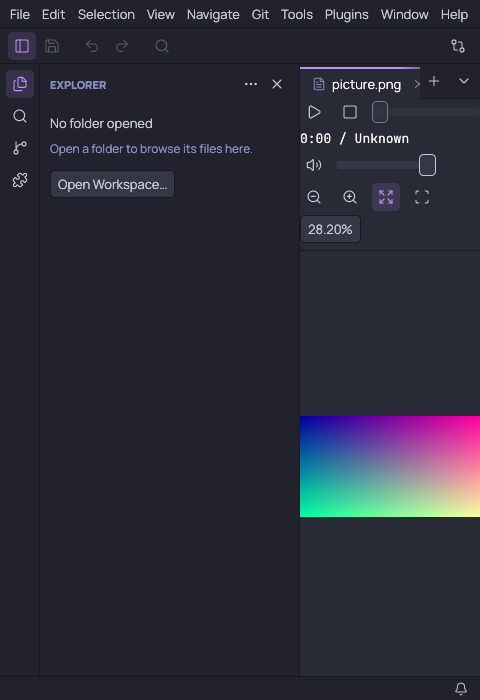 File Edit Selection View Navigate Git Tools Plugins Window Help
EXPLORER
picture.png
No folder opened
Open a folder to browse its files here.
Open Workspace...
0:00 / Unknown
28.20%